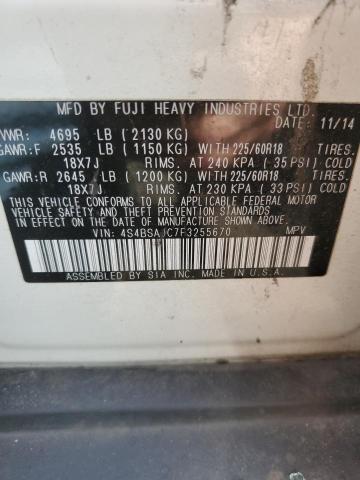 MFD BY FUJI HEAVY INDUSTRIES LTD.
DATE: 11/14
VWR: 4695 LB (2130 KG)
GAWR:F 2535 LB (1150 KG) WITH 225/60R18 TIRES.
18X7J RIMS. AT 240 KPA (35 PSI) COLD
GAWR:R 2645 LB (1200 KG) WITH 225/60R18 TIRES.
18X7J RIMS. AT 230 KPA (33 PSI) COLD
THIS VEHICLE CONFORMS TO ALL APPLICABLE FEDERAL MOTOR
VEHICLE SAFETY AND BUMPER STANDARDS
IN EFFECT ON THE DATE OF MANUFACTURE SHOWN ABOVE.
VIN: 4S4BSAJC7F3255670 MPV
ASSEMBLED BY SIA INC. MADE IN U.S.A.